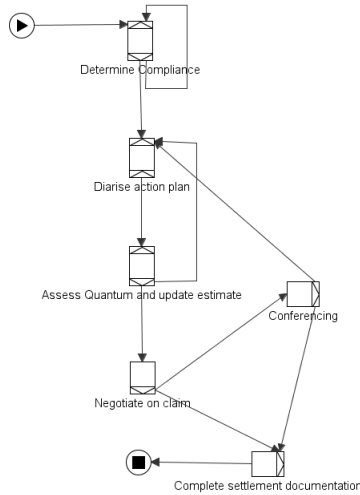 Determine Compliance
Diarise action plan
Assess Quantum and update estimate
Conferencing
Negotiate on claim
Complete settlement documentation